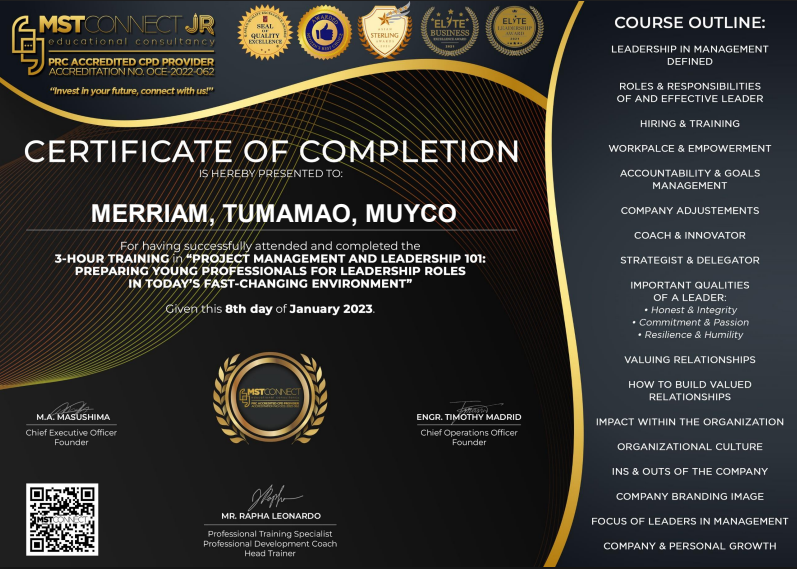 MSTCONNECT JR
educational consultancy
PRC ACCREDITED CPD PROVIDER
ACCREDITATION NO. OCE-2022-062
"Invest in your future, connect with us!"
SEAL
OF
QUALITY
EXCELLENCE
STERLING
ELITE
BUSINESS
ELITE
LEADERSHIP
AWARD
CERTIFICATE OF COMPLETION
IS HEREBY PRESENTED TO:
MERRIAM, TUMAMAO, MUYCO
For having successfully attended and completed the
3-HOUR TRAINING in “PROJECT MANAGEMENT AND LEADERSHIP 101:
PREPARING YOUNG PROFESSIONALS FOR LEADERSHIP ROLES
IN TODAY’S FAST-CHANGING ENVIRONMENT”
Given this 8th day of January 2023.
MSTCONNECT
M.A. MASUSHIMA
Chief Executive Officer
Founder
ENGR. TIMOTHY MADRID
Chief Operations Officer
Founder
MSTCONNECT
MR. RAPHA LEONARDO
Professional Training Specialist
Professional Development Coach
Head Trainer
COURSE OUTLINE:
LEADERSHIP IN MANAGEMENT
DEFINED
ROLES & RESPONSIBILITIES
OF AND EFFECTIVE LEADER
HIRING & TRAINING
WORKPALCE & EMPOWERMENT
ACCOUNTABILITY & GOALS
MANAGEMENT
COMPANY ADJUSTEMENTS
COACH & INNOVATOR
STRATEGIST & DELEGATOR
IMPORTANT QUALITIES
OF A LEADER:
• Honest & Integrity
• Commitment & Passion
• Resilience & Humility
VALUING RELATIONSHIPS
HOW TO BUILD VALUED
RELATIONSHIPS
IMPACT WITHIN THE ORGANIZATION
ORGANIZATIONAL CULTURE
INS & OUTS OF THE COMPANY
COMPANY BRANDING IMAGE
FOCUS OF LEADERS IN MANAGEMENT
COMPANY & PERSONAL GROWTH